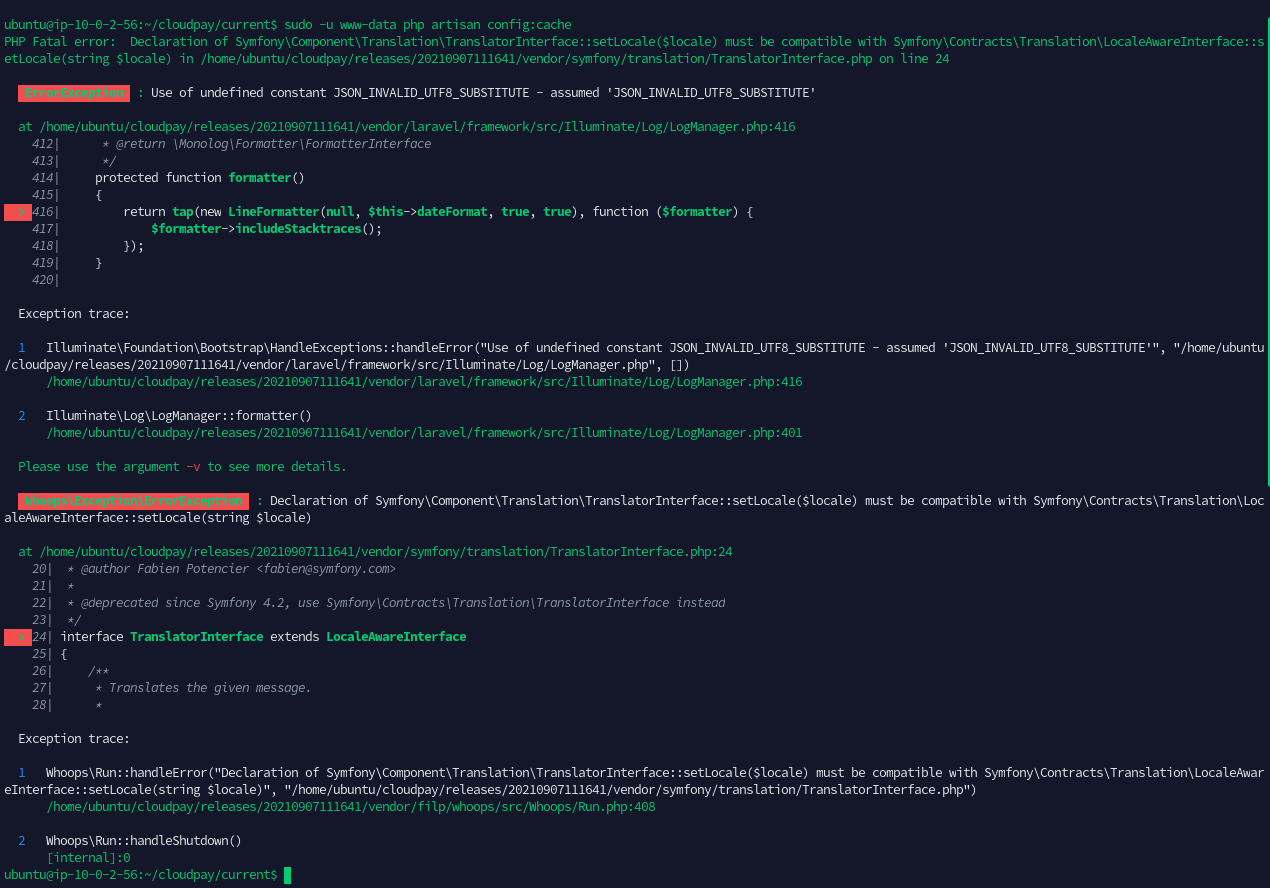 ubuntu@ip-10-0-2-56:~/cloudpay/current$ sudo -u www-data php artisan config:cache
PHP Fatal error:  Declaration of Symfony\Component\Translation\TranslatorInterface::setLocale($locale) must be compatible with Symfony\Contracts\Translation\LocaleAwareInterface::s
etLocale(string $locale) in /home/ubuntu/cloudpay/releases/20210907111641/vendor/symfony/translation/TranslatorInterface.php on line 24
ErrorException : Use of undefined constant JSON_INVALID_UTF8_SUBSTITUTE - assumed 'JSON_INVALID_UTF8_SUBSTITUTE'
at /home/ubuntu/cloudpay/releases/20210907111641/vendor/laravel/framework/src/Illuminate/Log/LogManager.php:416
412|      * @return \Monolog\Formatter\FormatterInterface
413|      */
414|     protected function formatter()
415|     {
> 416|         return tap(new LineFormatter(null, $this->dateFormat, true, true), function ($formatter) {
417|             $formatter->includeStacktraces();
418|         });
419|     }
420|
Exception trace:
1   Illuminate\Foundation\Bootstrap\HandleExceptions::handleError("Use of undefined constant JSON_INVALID_UTF8_SUBSTITUTE - assumed 'JSON_INVALID_UTF8_SUBSTITUTE'", "/home/ubuntu
/cloudpay/releases/20210907111641/vendor/laravel/framework/src/Illuminate/Log/LogManager.php", [])
/home/ubuntu/cloudpay/releases/20210907111641/vendor/laravel/framework/src/Illuminate/Log/LogManager.php:416
2   Illuminate\Log\LogManager::formatter()
/home/ubuntu/cloudpay/releases/20210907111641/vendor/laravel/framework/src/Illuminate/Log/LogManager.php:401
Please use the argument -v to see more details.
Whoops\Exception\ErrorException : Declaration of Symfony\Component\Translation\TranslatorInterface::setLocale($locale) must be compatible with Symfony\Contracts\Translation\Loc
aleAwareInterface::setLocale(string $locale)
at /home/ubuntu/cloudpay/releases/20210907111641/vendor/symfony/translation/TranslatorInterface.php:24
20|  * @author Fabien Potencier <fabien@symfony.com>
21|  *
22|  * @deprecated since Symfony 4.2, use Symfony\Contracts\Translation\TranslatorInterface instead
23|  */
> 24| interface TranslatorInterface extends LocaleAwareInterface
25| {
26|     /**
27|      * Translates the given message.
28|      *
Exception trace:
1   Whoops\Run::handleError("Declaration of Symfony\Component\Translation\TranslatorInterface::setLocale($locale) must be compatible with Symfony\Contracts\Translation\LocaleAwar
eInterface::setLocale(string $locale)", "/home/ubuntu/cloudpay/releases/20210907111641/vendor/symfony/translation/TranslatorInterface.php")
/home/ubuntu/cloudpay/releases/20210907111641/vendor/filp/whoops/src/Whoops/Run.php:408
2   Whoops\Run::handleShutdown()
[internal]:0
ubuntu@ip-10-0-2-56:~/cloudpay/current$